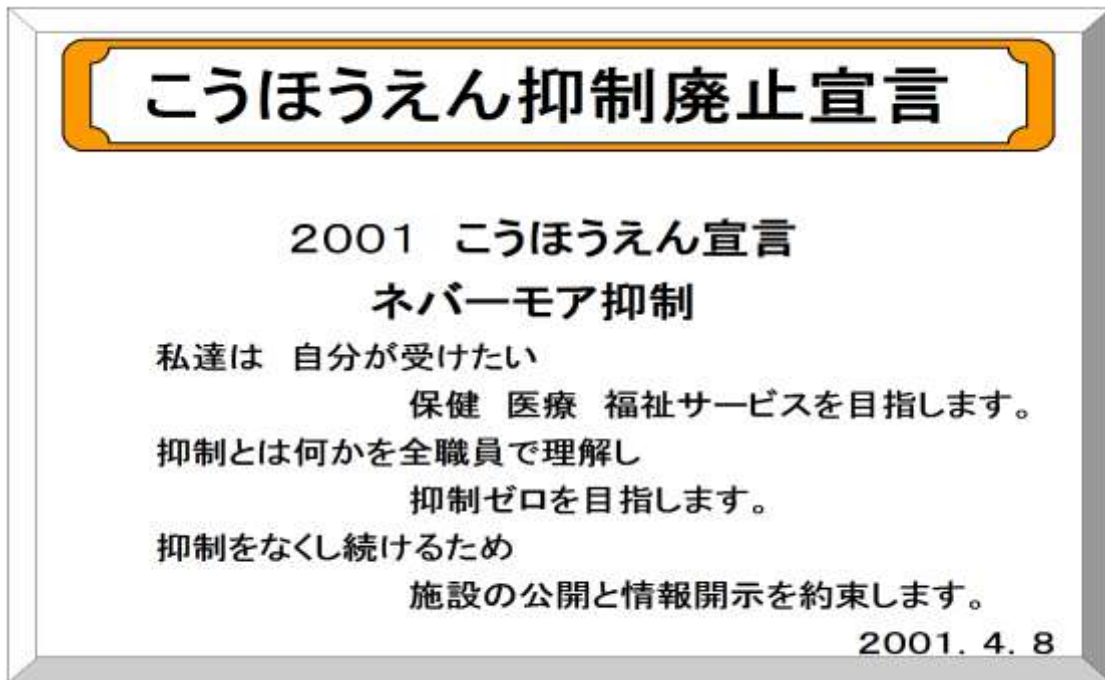 こうほうえん抑制廃止宣言
2001　こうほうえん宣言
ネバーモア抑制
私達は　自分が受けたい
保健　医療　福祉サービスを目指します。
抑制とは何かを全職員で理解し
抑制ゼロを目指します。
抑制をなくし続けるため
施設の公開と情報開示を約束します。
2001．4．8